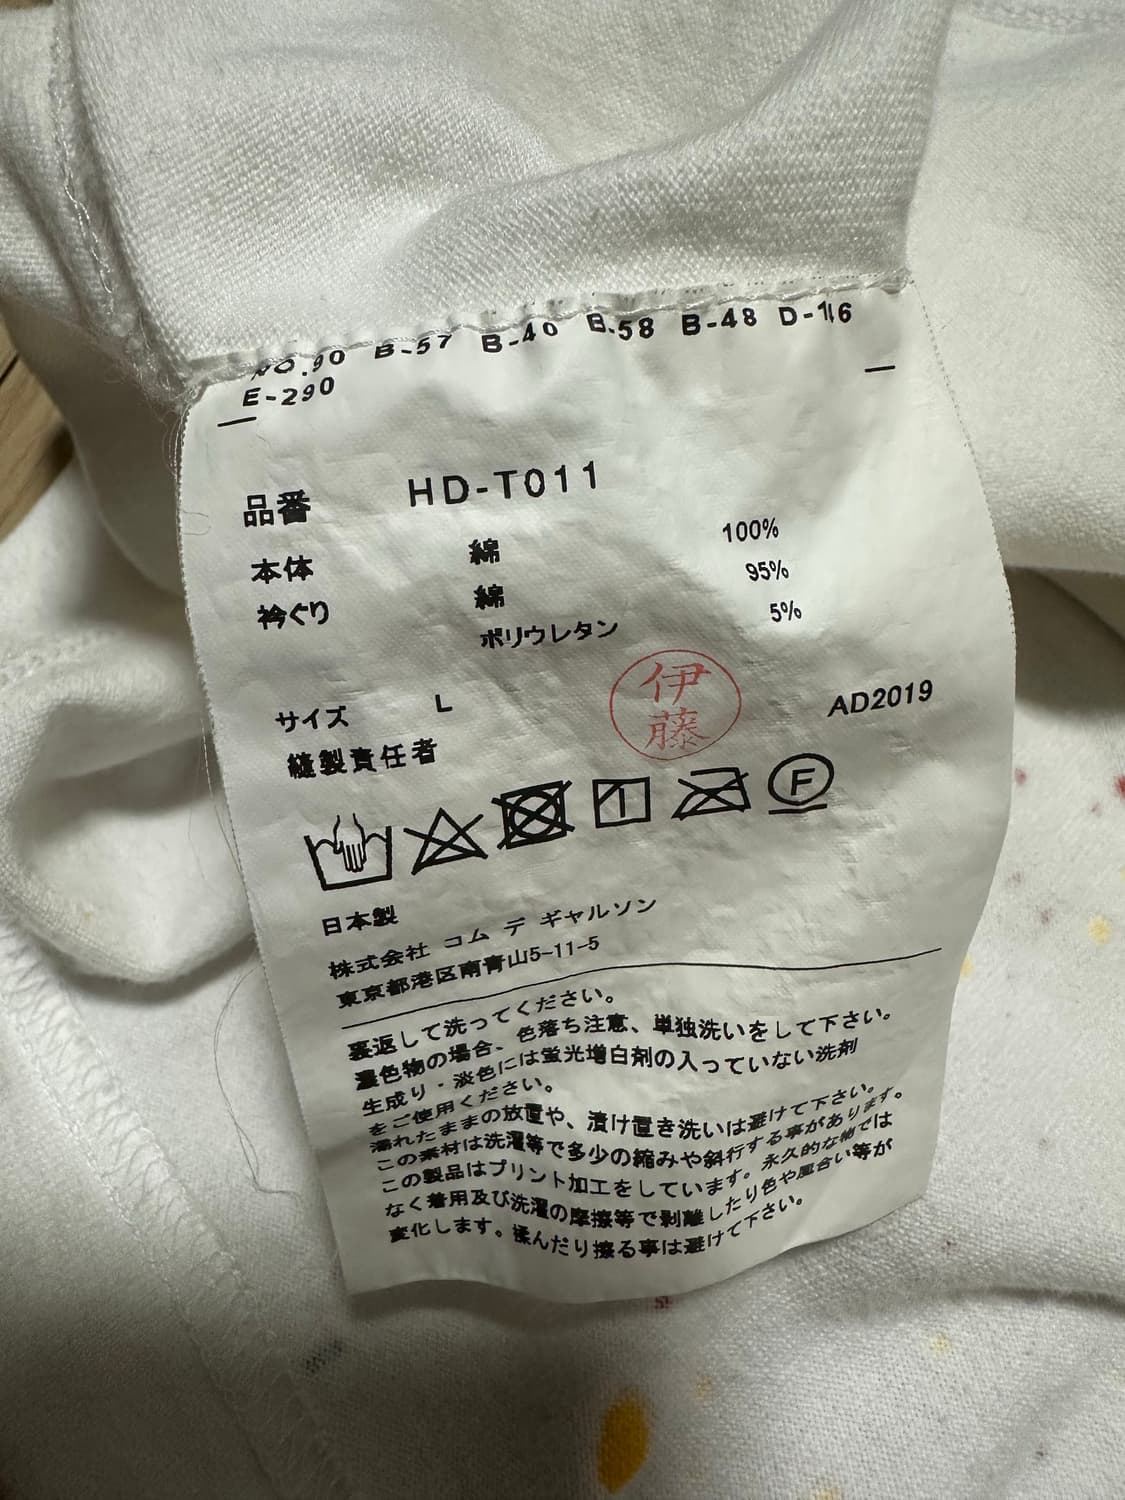 NO.90 B-57 B-40 B-58 B-48 D-116
E-290
品番 HD-T011
本体 綿 100%
衿ぐり 綿 95%
ポリウレタン 5%
サイズ L
伊藤
AD2019
縫製責任者
F
日本製
株式会社 コム デ ギャルソン
東京都港区南青山5-11-5
裏返して洗ってください。
濃色物の場合、色落ち注意、単独洗いをして下さい。
生成り・淡色には蛍光増白剤の入っていない洗剤
をご使用ください。
濡れたままの放置や、漬け置き洗いは避けて下さい。
この素材は洗濯等で多少の縮みや斜行する事があります。
この製品はプリント加工をしています。永久的な物では
なく着用及び洗濯の摩擦等で剥離したり色や風合い等が
変化します。揉んだり擦る事は避けて下さい。